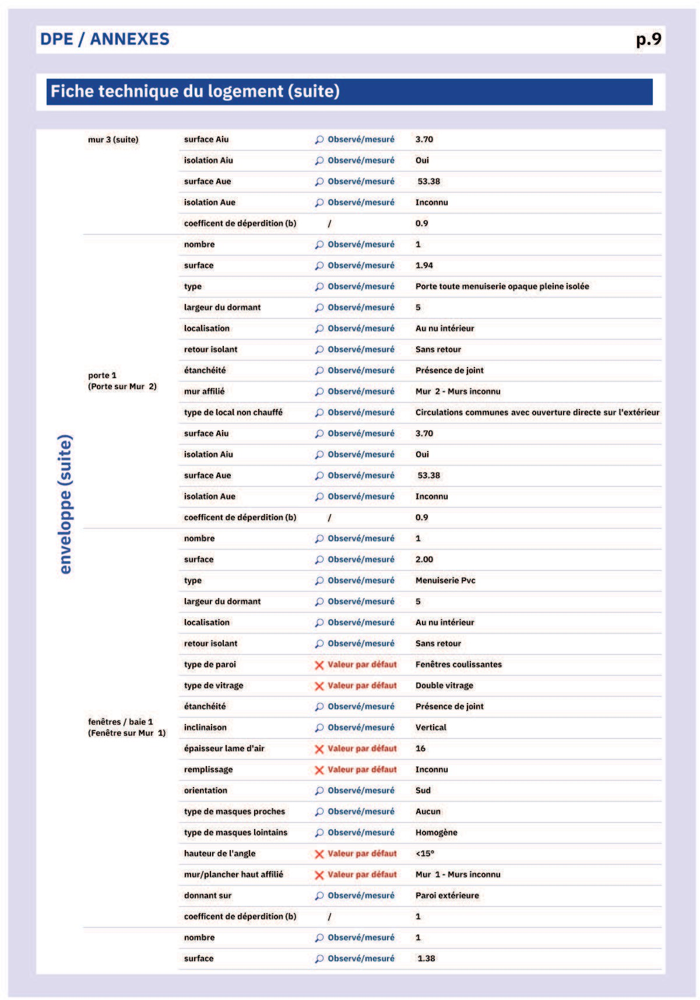 DPE / ANNEXES p.9
Fiche technique du logement (suite)
enveloppe (suite)
mur 3 (suite)
surface Aiu Observé/mesuré 3.70
isolation Aiu Observé/mesuré Oui
surface Aue Observé/mesuré 53.38
isolation Aue Observé/mesuré Inconnu
coefficent de déperdition (b) / 0.9
porte 1
(Porte sur Mur 2)
nombre Observé/mesuré 1
surface Observé/mesuré 1.94
type Observé/mesuré Porte toute menuiserie opaque pleine isolée
largeur du dormant Observé/mesuré 5
localisation Observé/mesuré Au nu intérieur
retour isolant Observé/mesuré Sans retour
étanchéité Observé/mesuré Présence de joint
mur affilié Observé/mesuré Mur 2 - Murs inconnu
type de local non chauffé Observé/mesuré Circulations communes avec ouverture directe sur l'extérieur
surface Aiu Observé/mesuré 3.70
isolation Aiu Observé/mesuré Oui
surface Aue Observé/mesuré 53.38
isolation Aue Observé/mesuré Inconnu
coefficent de déperdition (b) / 0.9
fenêtres / baie 1
(Fenêtre sur Mur 1)
nombre Observé/mesuré 1
surface Observé/mesuré 2.00
type Observé/mesuré Menuiserie Pvc
largeur du dormant Observé/mesuré 5
localisation Observé/mesuré Au nu intérieur
retour isolant Observé/mesuré Sans retour
type de paroi Valeur par défaut Fenêtres coulissantes
type de vitrage Valeur par défaut Double vitrage
étanchéité Observé/mesuré Présence de joint
inclinaison Observé/mesuré Vertical
épaisseur lame d'air Valeur par défaut 16
remplissage Valeur par défaut Inconnu
orientation Observé/mesuré Sud
type de masques proches Observé/mesuré Aucun
type de masques lointains Observé/mesuré Homogène
hauteur de l'angle Valeur par défaut <15°
mur/plancher haut affilié Valeur par défaut Mur 1 - Murs inconnu
donnant sur Observé/mesuré Paroi extérieure
coefficent de déperdition (b) / 1
nombre Observé/mesuré 1
surface Observé/mesuré 1.38